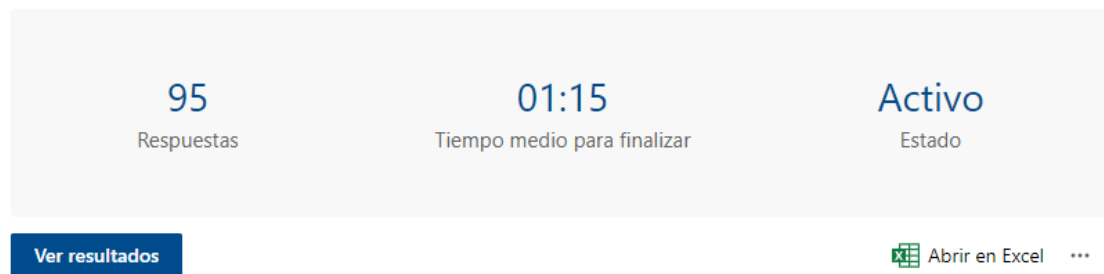 95 01:15 Activo
Respuestas Tiempo medio para finalizar Estado
Ver resultados Abrir en Excel ...